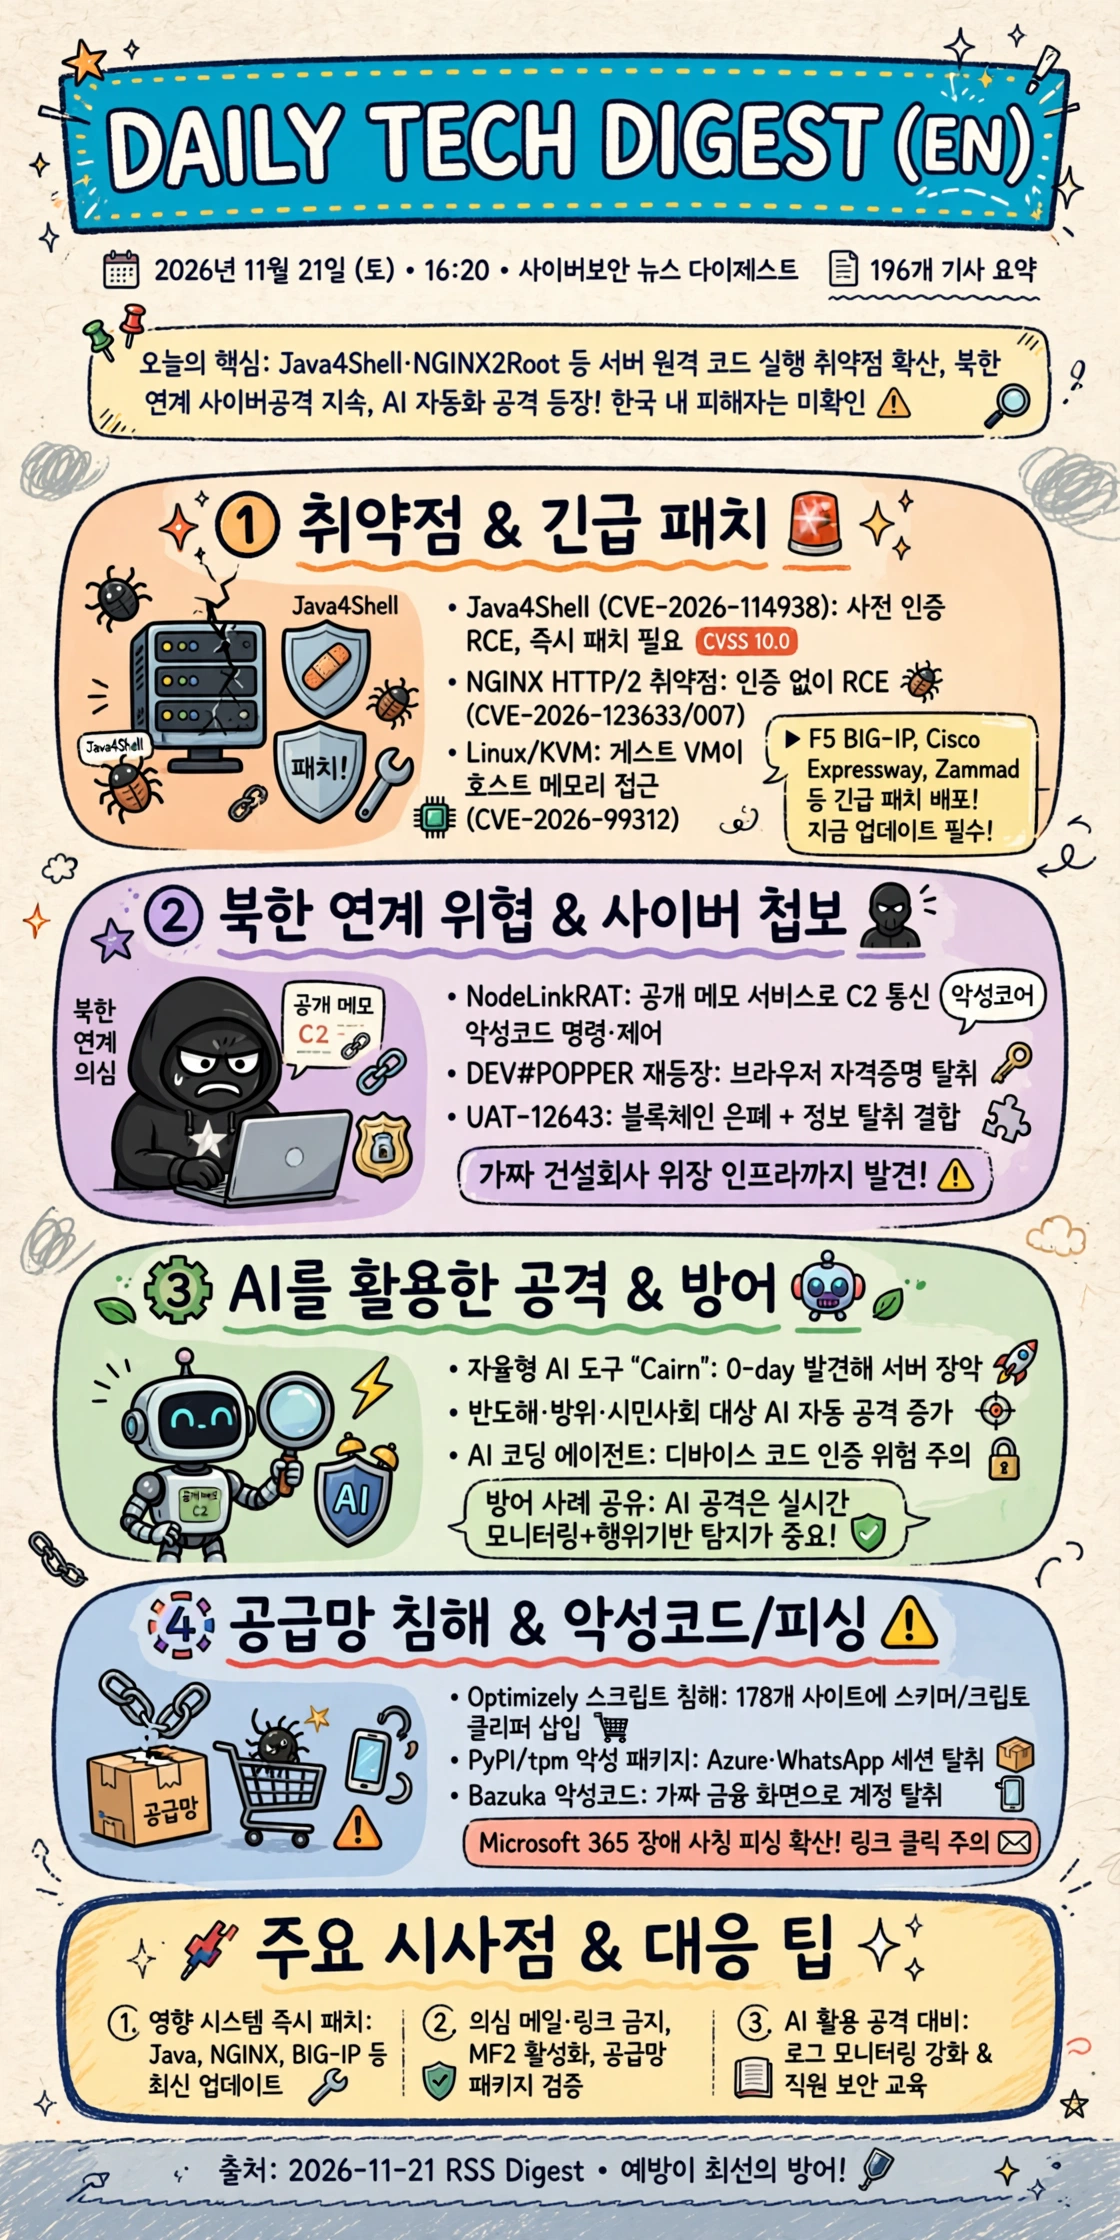 DAILY TECH DIGEST (EN)
2026년 11월 21일 (토) • 16:20 • 사이버보안 뉴스 다이제스트
196개 기사 요약
오늘의 핵심: Java4Shell·NGINX2Root 등 서버 원격 코드 실행 취약점 확산, 북한
연계 사이버공격 지속, AI 자동화 공격 등장! 한국 내 피해자는 미확인
① 취약점 & 긴급 패치
Java4Shell
Java4Shell
패치!
• Java4Shell (CVE-2026-114938): 사전 인증
RCE, 즉시 패치 필요 CVSS 10.0
• NGINX HTTP/2 취약점: 인증 없이 RCE
(CVE-2026-123633/007)
• Linux/KVM: 게스트 VM이
호스트 메모리 접근
(CVE-2026-99312)
▶ F5 BIG-IP, Cisco
Expressway, Zammad
등 긴급 패치 배포!
지금 업데이트 필수!
② 북한 연계 위협 & 사이버 첩보
북한
연계
의심
공개 메모
C2
• NodeLinkRAT: 공개 메모 서비스로 C2 통신
악성코어
악성코드 명령·제어
• DEV#POPPER 재등장: 브라우저 자격증명 탈취
• UAT-12643: 블록체인 은폐 + 정보 탈취 결합
가짜 건설회사 위장 인프라까지 발견!
③ AI를 활용한 공격 & 방어
AI
C2
• 자율형 AI 도구 “Cairn”: 0-day 발견해 서버 장악
• 반도해·방위·시민사회 대상 AI 자동 공격 증가
• AI 코딩 에이전트: 디바이스 코드 인증 위험 주의
방어 사례 공유: AI 공격은 실시간
모니터링+행위기반 탐지가 중요!
④ 공급망 침해 & 악성코드/피싱
공급망
• Optimizely 스크립트 침해: 178개 사이트에 스키머/크립토
클리퍼 삽입
• PyPI/tpm 악성 패키지: Azure·WhatsApp 세션 탈취
• Bazuka 악성코드: 가짜 금융 화면으로 계정 탈취
Microsoft 365 장애 사칭 피싱 확산! 링크 클릭 주의
주요 시사점 & 대응 팁
1. 영향 시스템 즉시 패치:
Java, NGINX, BIG-IP 등
최신 업데이트
2. 의심 메일·링크 금지,
MF2 활성화, 공급망
패키지 검증
3. AI 활용 공격 대비:
로그 모니터링 강화 &
직원 보안 교육
출처: 2026-11-21 RSS Digest • 예방이 최선의 방어!